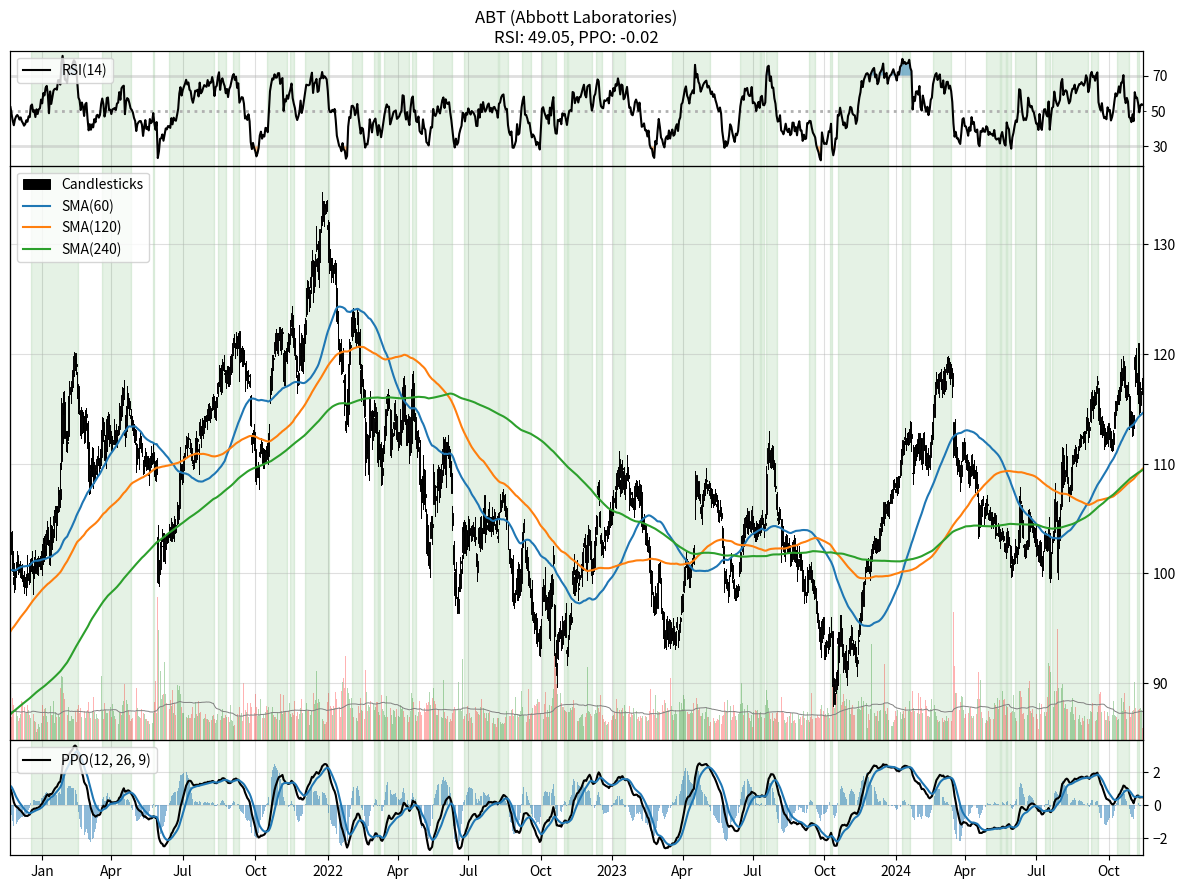 ABT (Abbott Laboratories)
RSI: 49.05, PPO: -0.02
RSI(14)
70
50
30
Candlesticks
SMA(60)
SMA(120)
SMA(240)
130
120
110
100
90
PPO(12, 26, 9)
2
0
−2
Jan Apr Jul Oct 2022 Apr Jul Oct 2023 Apr Jul Oct 2024 Apr Jul Oct